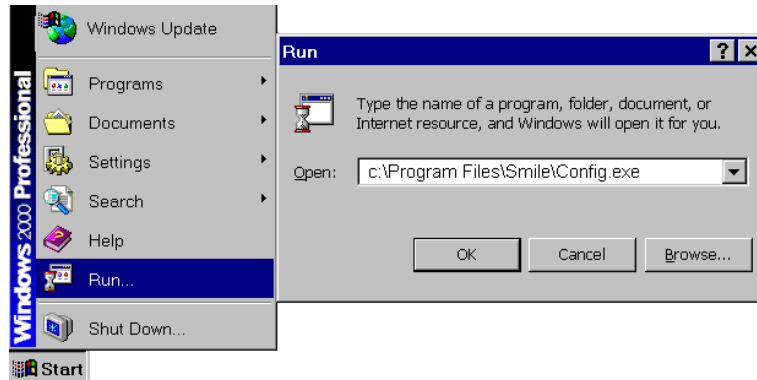 Windows Update
Programs
Documents
Settings
Search
Help
Run...
Shut Down...
Windows 2000 Professional
Start
Run
Type the name of a program, folder, document, or
Internet resource, and Windows will open it for you.
Open: c:\Program Files\Smile\Config.exe
OK Cancel Browse...